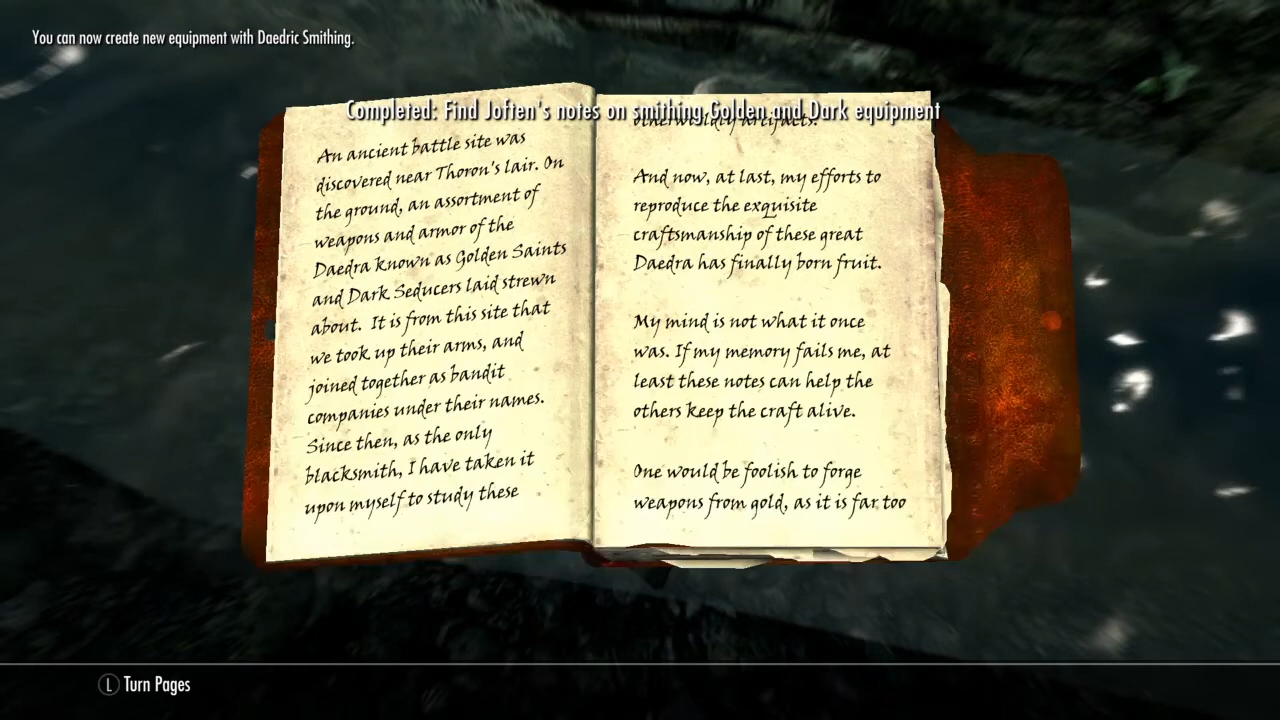 You can now create new equipment with Daedric Smithing.
Completed: Find Joften's notes on smithing Golden and Dark equipment
An ancient battle site was
discovered near Thoron's lair. On
the ground, an assortment of
weapons and armor of the
Daedra known as Golden Saints
and Dark Seducers laid strewn
about. It is from this site that
we took up their arms, and
joined together as bandit
companies under their names.
Since then, as the only
blacksmith, I have taken it
upon myself to study these
otherworldly artifacts.
And now, at last, my efforts to
reproduce the exquisite
craftsmanship of these great
Daedra has finally born fruit.
My mind is not what it once
was. If my memory fails me, at
least these notes can help the
others keep the craft alive.
One would be foolish to forge
weapons from gold, as it is far too
L Turn Pages